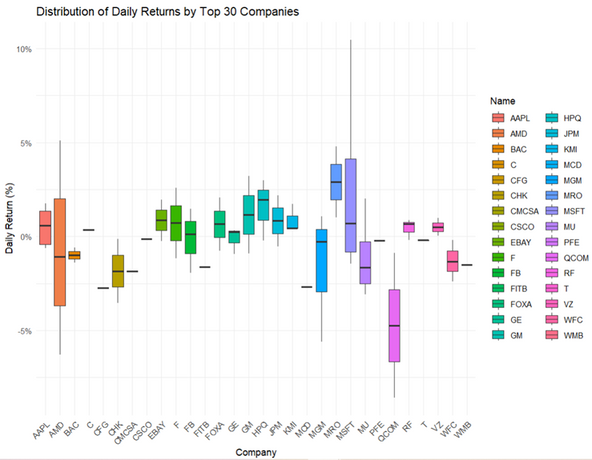 Distribution of Daily Returns by Top 30 Companies
Daily Return (%)
10%
5%
0%
-5%
AAPL
AMD
BAC
C
CFG
CHK
CMCSA
CSCO
EBAY
F
FB
FITB
FOXA
GE
GM
HPQ
JPM
KMI
MCD
MGM
MRO
MSFT
MU
PFE
QCOM
RF
T
VZ
WFC
WMB
Company
Name
AAPL HPQ
AMD JPM
BAC KMI
C MCD
CFG MGM
CHK MRO
CMCSA MSFT
CSCO MU
EBAY PFE
F QCOM
FB RF
FITB T
FOXA VZ
GE WFC
GM WMB